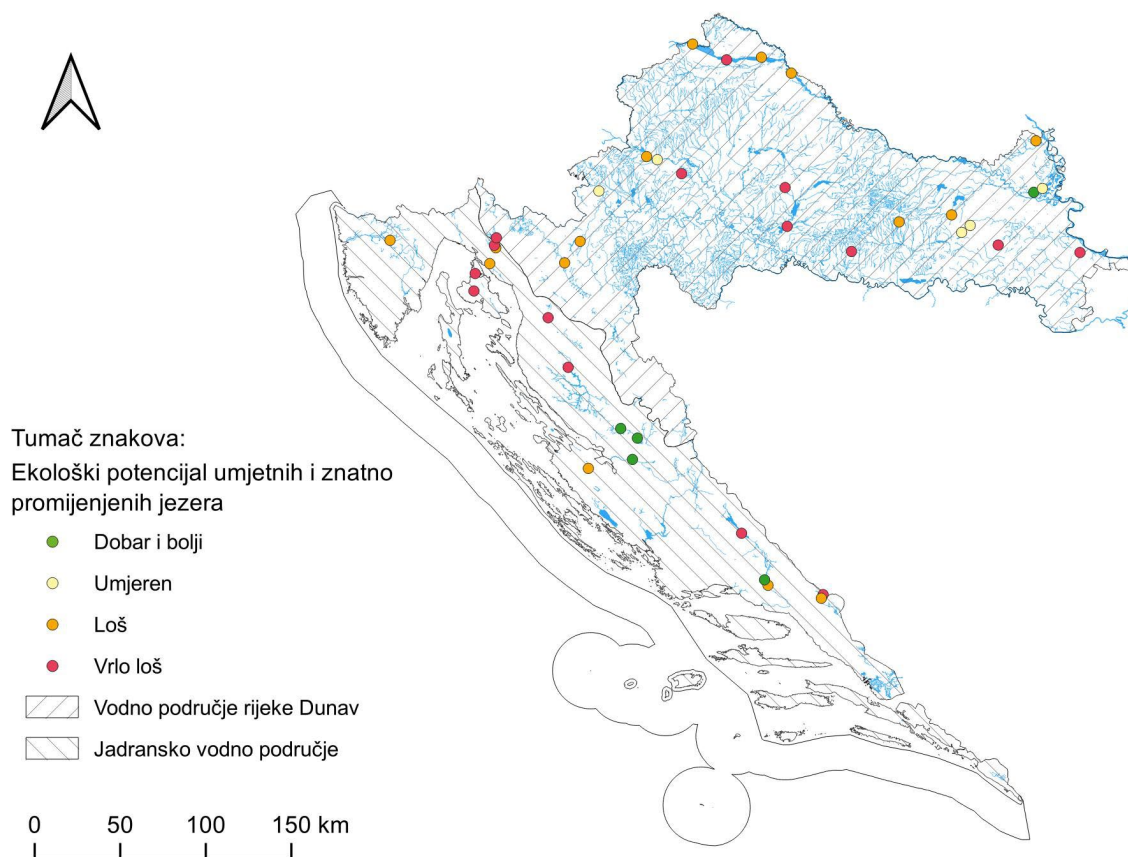 Tumač znakova:
Ekološki potencijal umjetnih i znatno
promijenjenih jezera
Dobar i bolji
Umjeren
Loš
Vrlo loš
Vodno područje rijeke Dunav
Jadransko vodno područje
0 50 100 150 km